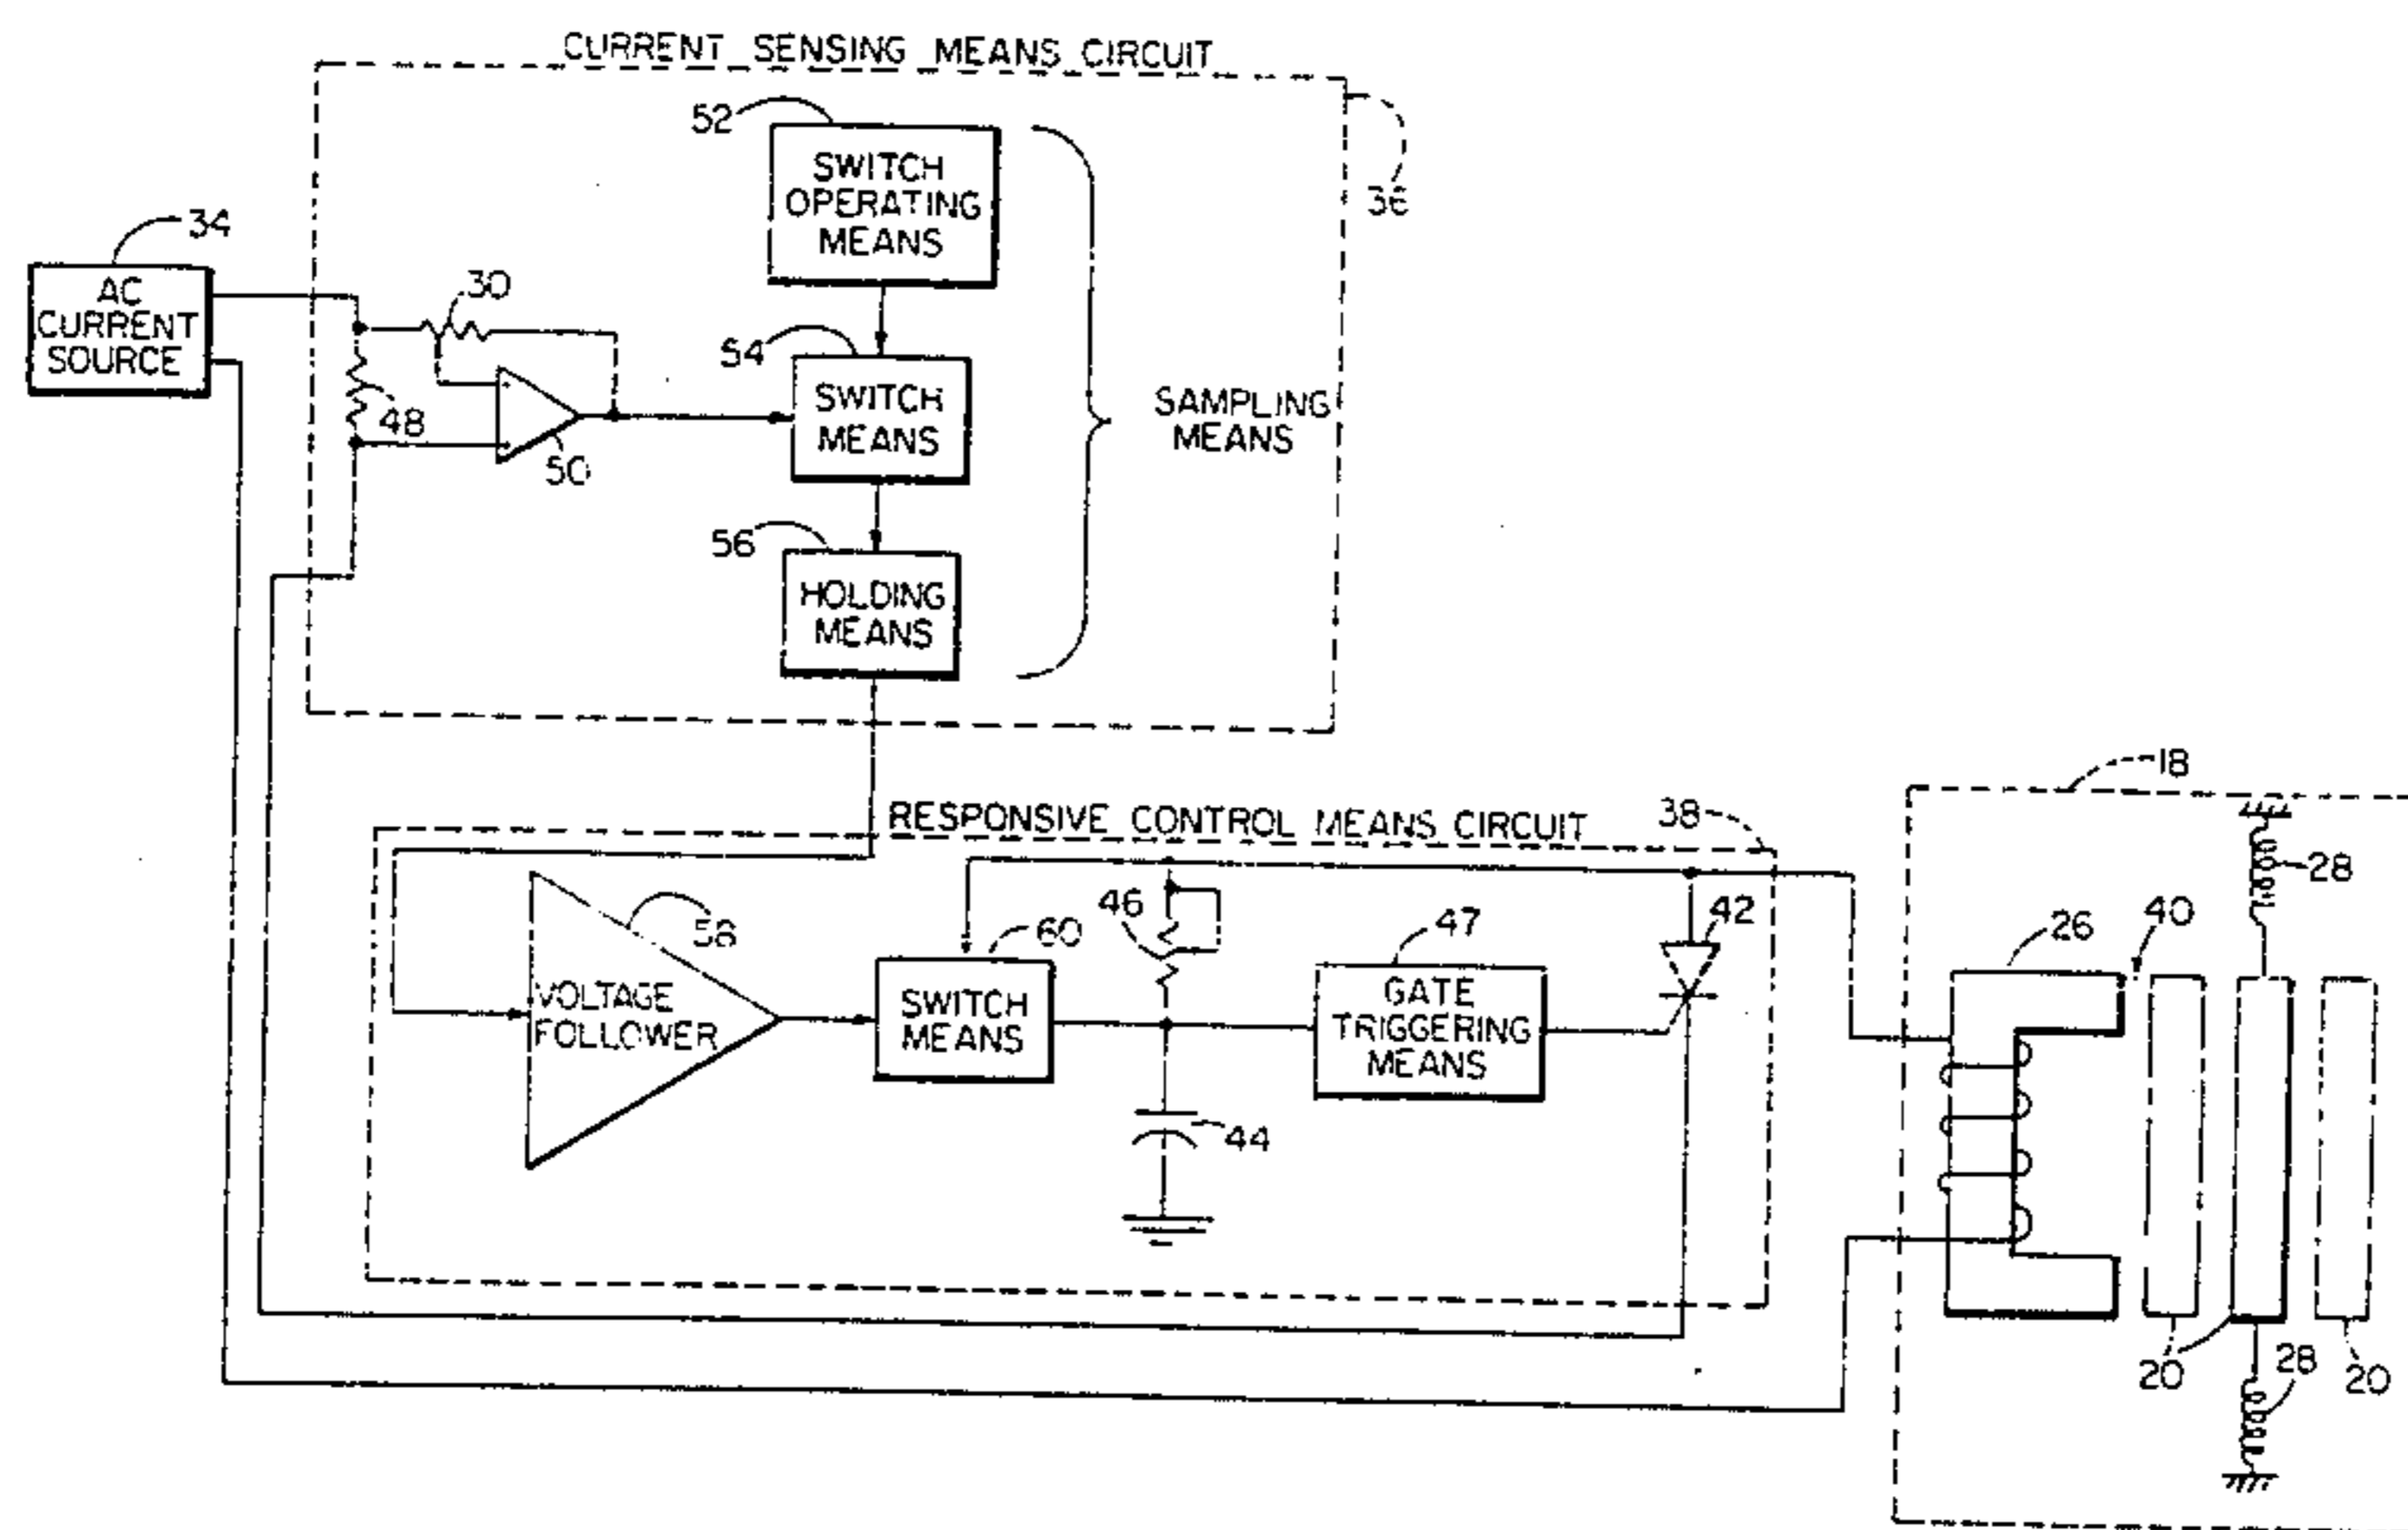 CURRENT SENSING MEANS CIRCUIT
52
SWITCH
OPERATING
MEANS
36
34
AC
CURRENT
SOURCE
30
48
50
54
SWITCH
MEANS
SAMPLING
MEANS
56
HOLDING
MEANS
RESPONSIVE CONTROL MEANS CIRCUIT
38
18
28
58
VOLTAGE
FOLLOWER
60
SWITCH
MEANS
46
44
47
GATE
TRIGGERING
MEANS
42
26
40
20
28
20